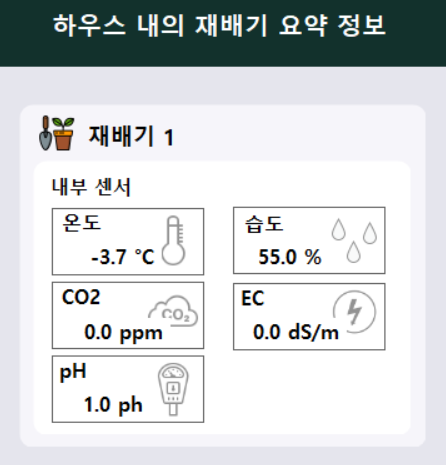 하우스 내의 재배기 요약 정보
재배기 1
내부 센서
온도
-3.7 ℃
습도
55.0 %
CO2
CO₂
0.0 ppm
EC
0.0 dS/m
pH
1.0 ph